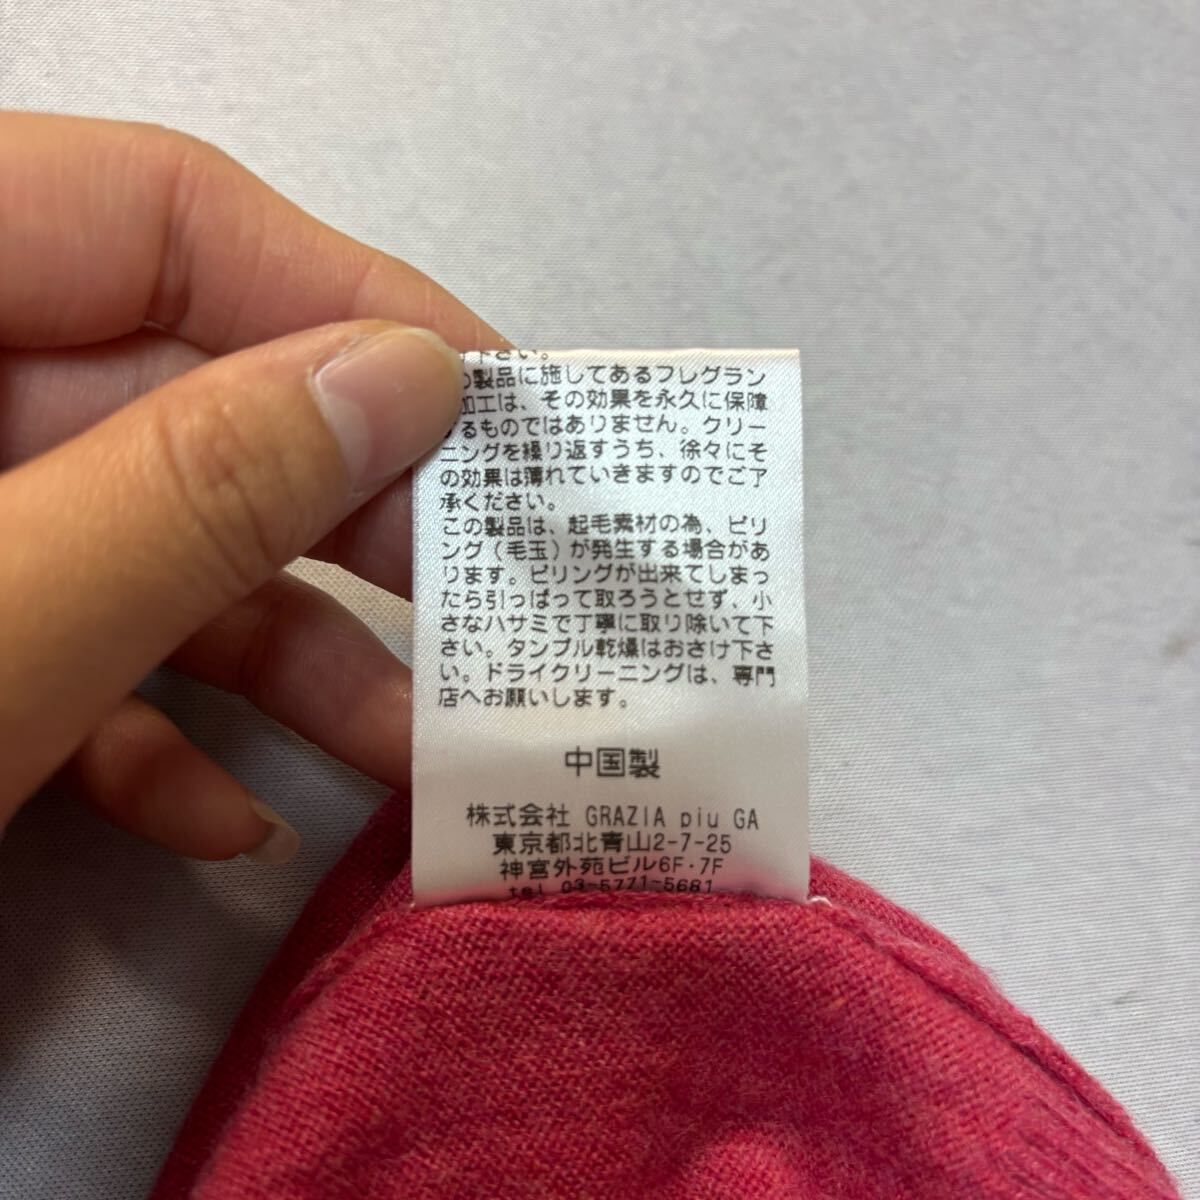 下さい。
製品に施してあるフレグラン
加工は、その効果を永久に保障
するものではありません。クリー
ニングを繰り返すうち、徐々にそ
の効果は薄れていきますのでご了
承ください。
この製品は、起毛素材の為、ピリ
ング(毛玉)が発生する場合があ
ります。ピリングが出来てしまっ
たら引っぱって取ろうとせず、小
さなハサミで丁寧に取り除いて下
さい。タンブル乾燥はおさけ下さ
い。ドライクリーニングは、専門
店へお願いします。
中国製
株式会社 GRAZIA piu GA
東京都北青山2-7-25
神宮外苑ビル6F・7F
tel 03-5771-5681